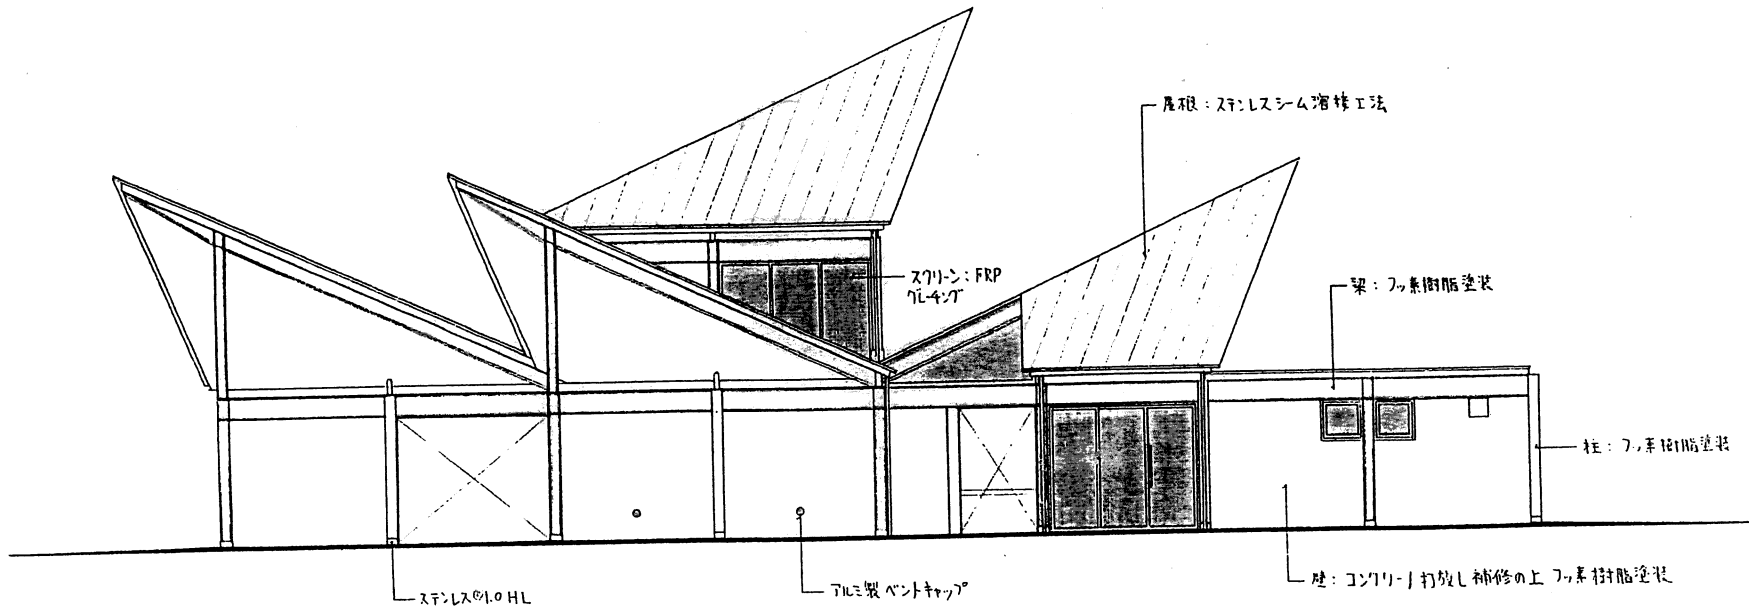 屋根：ステンレスシーム溶接工法
スクリーン：FRP
グレーチング
梁：フッ素樹脂塗装
柱：フッ素樹脂塗装
壁：コンクリート打放し補修の上 フッ素樹脂塗装
アルミ製ベントキャップ
ステンレス@1.0 HL